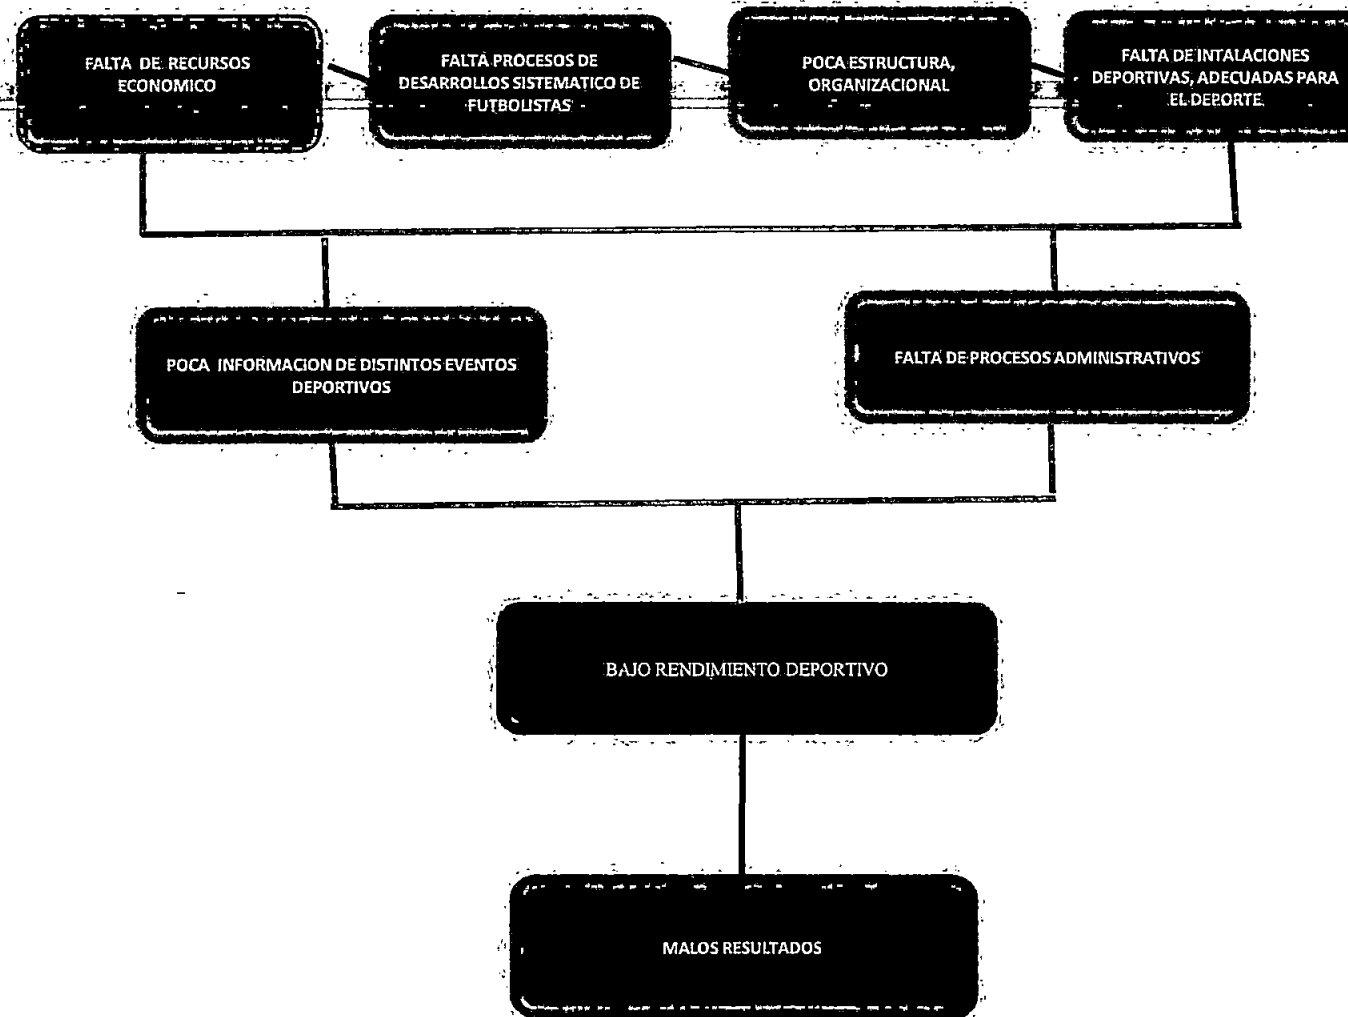 FALTA DE RECURSOS
ECONOMICO
FALTA PROCESOS DE
DESARROLLOS SISTEMATICO DE
FUTBOLISTAS
POCA ESTRUCTURA,
ORGANIZACIONAL
FALTA DE INTALACIONES
DEPORTIVAS, ADECUADAS PARA
EL DEPORTE.
POCA INFORMACION DE DISTINTOS EVENTOS
DEPORTIVOS
FALTA DE PROCESOS ADMINISTRATIVOS
BAJO RENDIMIENTO DEPORTIVO
MALOS RESULTADOS